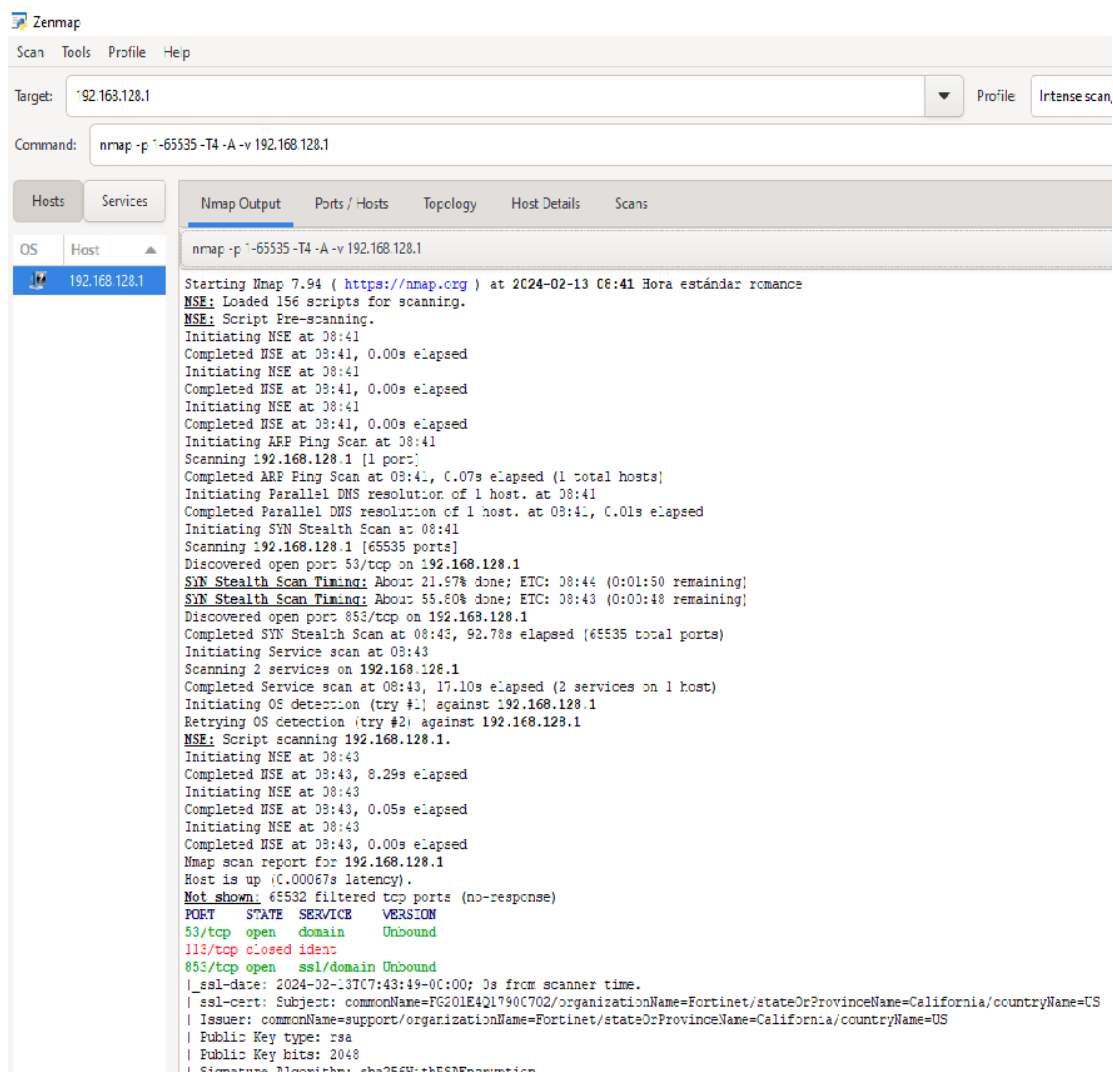 Zenmap
Scan Tools Profile Help
Target: 192.168.128.1 Profile: Intense scan,
Command: nmap -p 1-65535 -T4 -A -v 192.168.128.1
Hosts Services
Nmap Output Ports / Hosts Topology Host Details Scans
OS Host
nmap -p 1-65535 -T4 -A -v 192.168.128.1
192.168.128.1
Starting Nmap 7.94 ( https://nmap.org ) at 2024-02-13 08:41 Hora estándar romance
NSE: Loaded 156 scripts for scanning.
NSE: Script Pre-scanning.
Initiating NSE at 08:41
Completed NSE at 08:41, 0.00s elapsed
Initiating NSE at 08:41
Completed NSE at 08:41, 0.00s elapsed
Initiating NSE at 08:41
Completed NSE at 08:41, 0.00s elapsed
Initiating ARP Ping Scan at 08:41
Scanning 192.168.128.1 [1 port]
Completed ARP Ping Scan at 08:41, 0.07s elapsed (1 total hosts)
Initiating Parallel DNS resolution of 1 host. at 08:41
Completed Parallel DNS resolution of 1 host. at 08:41, 0.01s elapsed
Initiating SYN Stealth Scan at 08:41
Scanning 192.168.128.1 [65535 ports]
Discovered open port 53/tcp on 192.168.128.1
SYN Stealth Scan Timing: About 21.97% done; ETC: 08:44 (0:01:50 remaining)
SYN Stealth Scan Timing: About 55.80% done; ETC: 08:43 (0:00:48 remaining)
Discovered open port 853/tcp on 192.168.128.1
Completed SYN Stealth Scan at 08:43, 92.78s elapsed (65535 total ports)
Initiating Service scan at 08:43
Scanning 2 services on 192.168.128.1
Completed Service scan at 08:43, 17.10s elapsed (2 services on 1 host)
Initiating OS detection (try #1) against 192.168.128.1
Retrying OS detection (try #2) against 192.168.128.1
NSE: Script scanning 192.168.128.1.
Initiating NSE at 08:43
Completed NSE at 08:43, 8.29s elapsed
Initiating NSE at 08:43
Completed NSE at 08:43, 0.05s elapsed
Initiating NSE at 08:43
Completed NSE at 08:43, 0.00s elapsed
Nmap scan report for 192.168.128.1
Host is up (0.00067s latency).
Not shown: 65532 filtered tcp ports (no-response)
PORT STATE SERVICE VERSION
53/tcp open domain Unbound
113/tcp closed ident
853/tcp open ssl/domain Unbound
|_ssl-date: 2024-02-13T07:43:49+00:00; 0s from scanner time.
| ssl-cert: Subject: commonName=FG201E4Q17900702/organizationName=Fortinet/stateOrProvinceName=California/countryName=US
| Issuer: commonName=support/organizationName=Fortinet/stateOrProvinceName=California/countryName=US
| Public Key type: rsa
| Public Key bits: 2048
| Signature Algorithm: sha256WithRSAEncryption